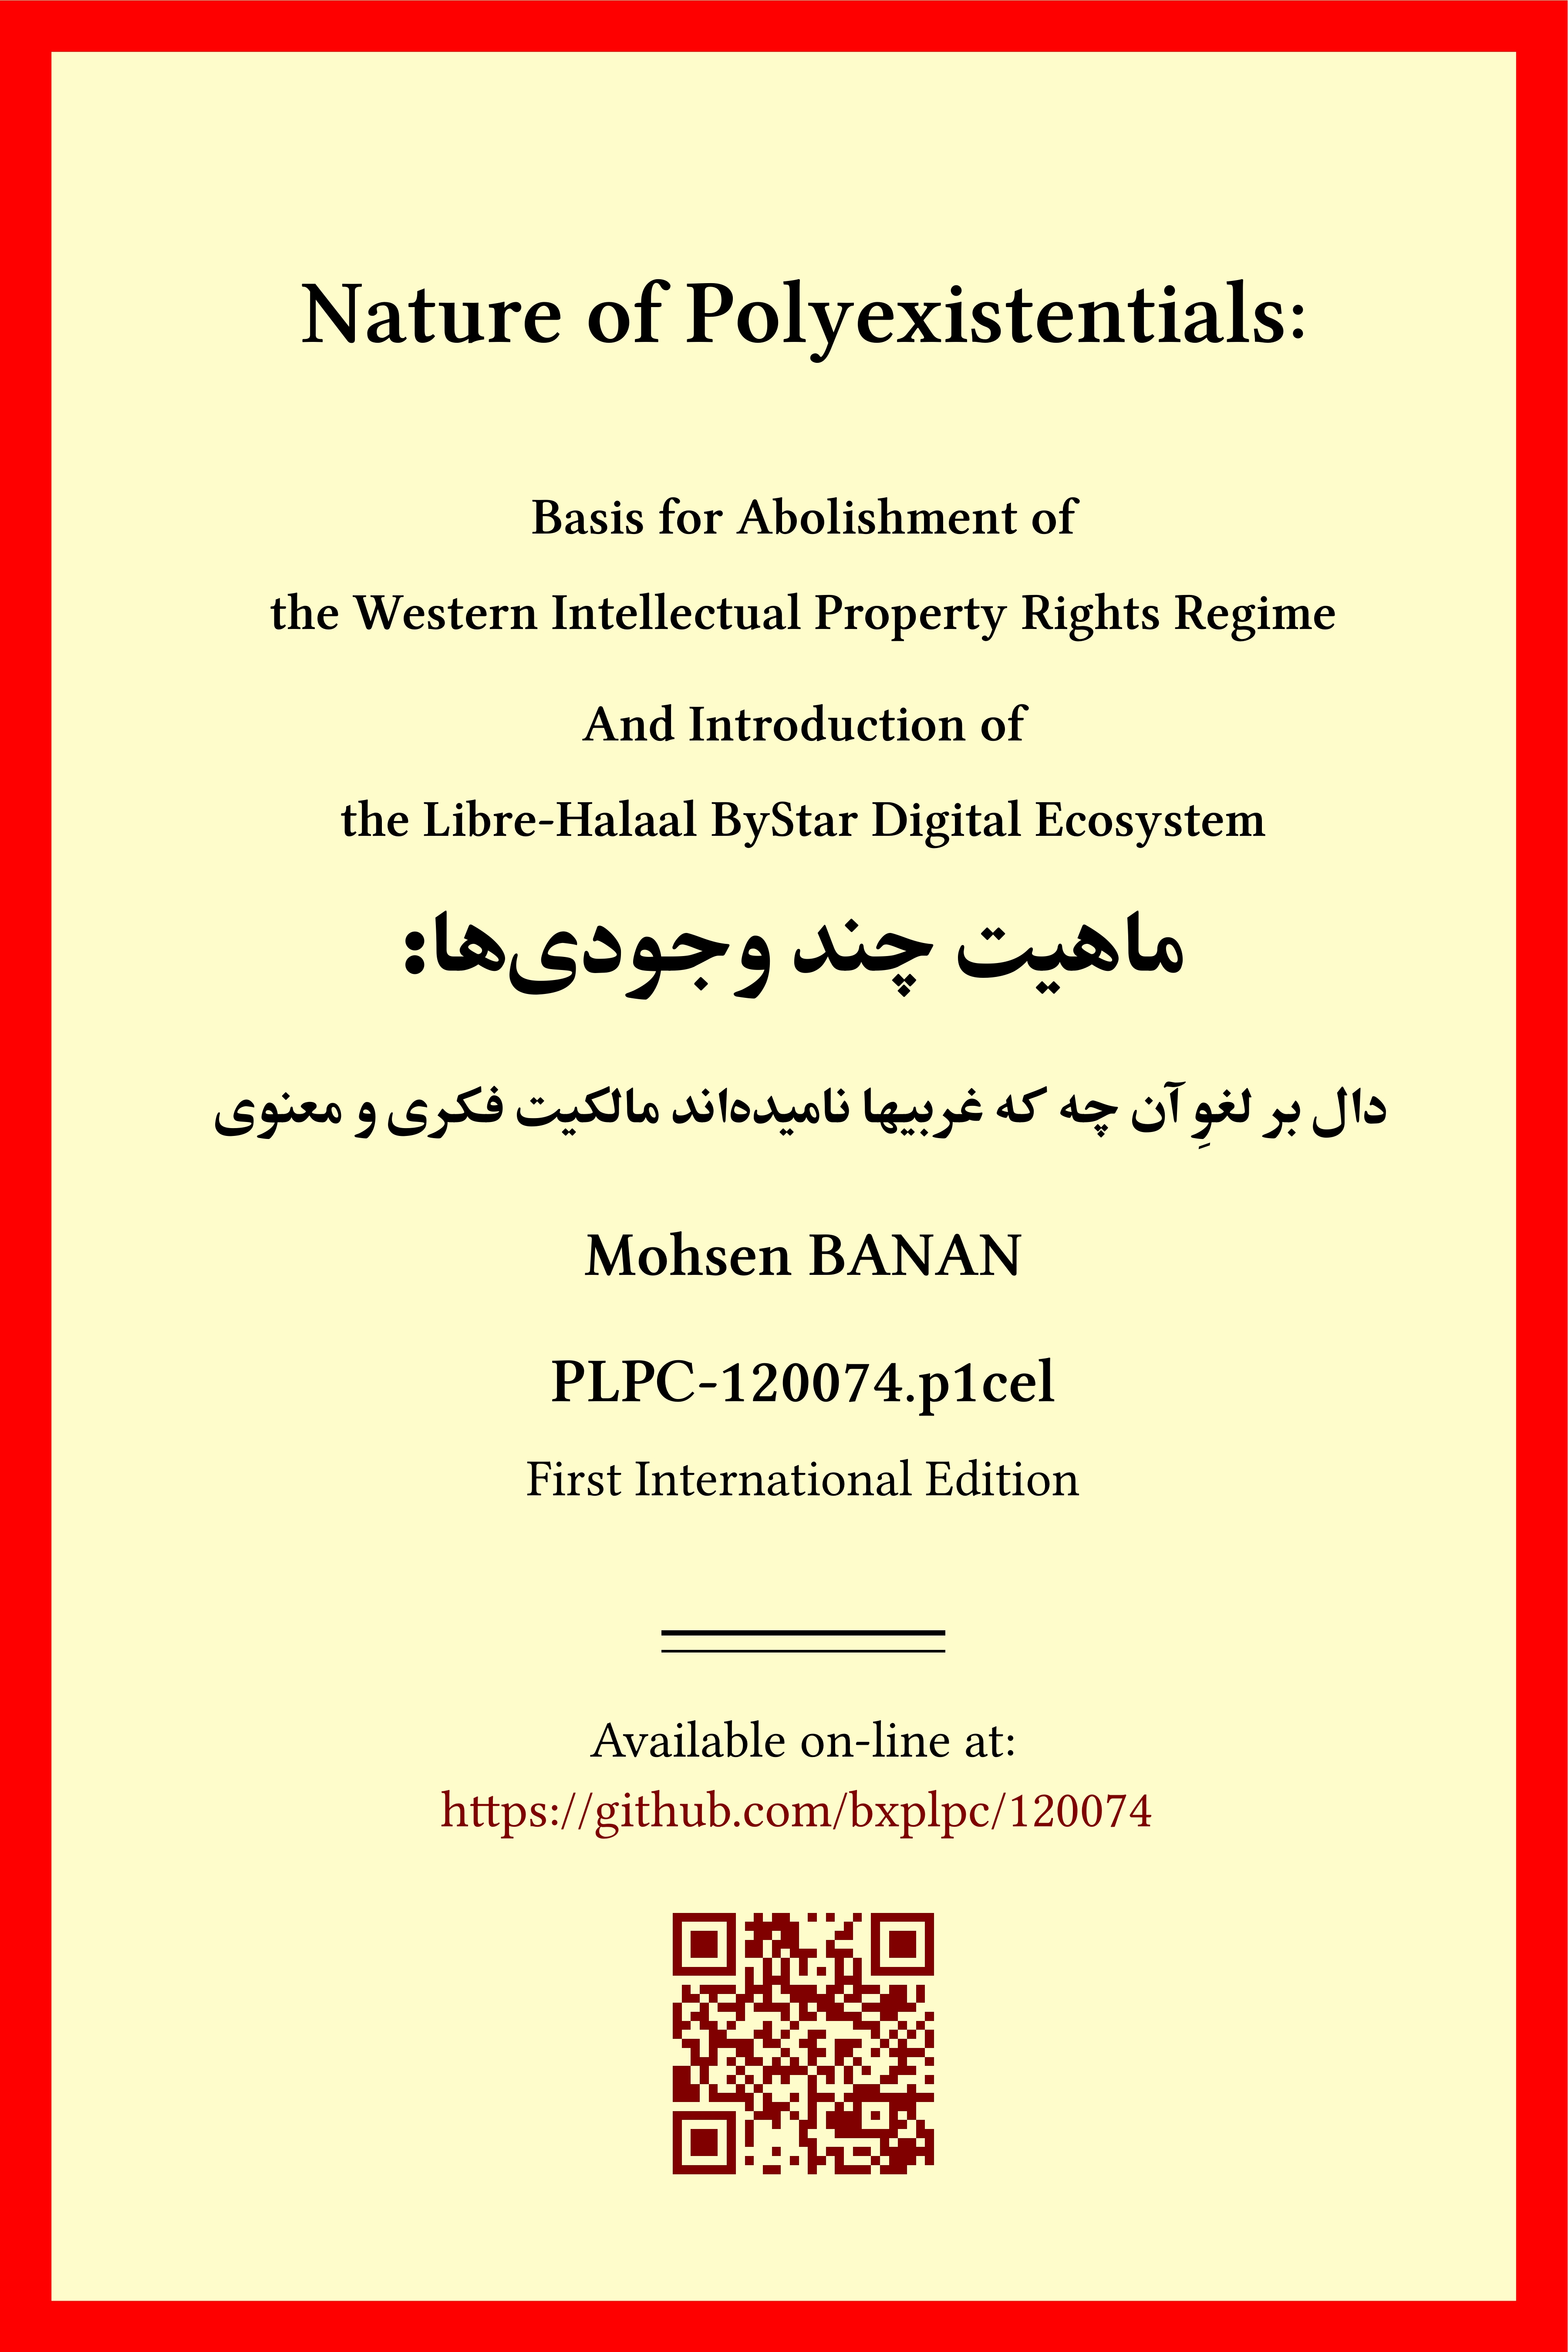 Nature of Polyexistentials:
Basis for Abolishment of
the Western Intellectual Property Rights Regime
And Introduction of
the Libre-Halaal ByStar Digital Ecosystem
ماهیت چند وجودی‌ها:
دال بر لغوِ آن چه که غربیها نامیده‌اند مالکیت فکری و معنوی
Mohsen BANAN
PLPC-120074.p1cel
First International Edition
Available on-line at:
https://github.com/bxplpc/120074